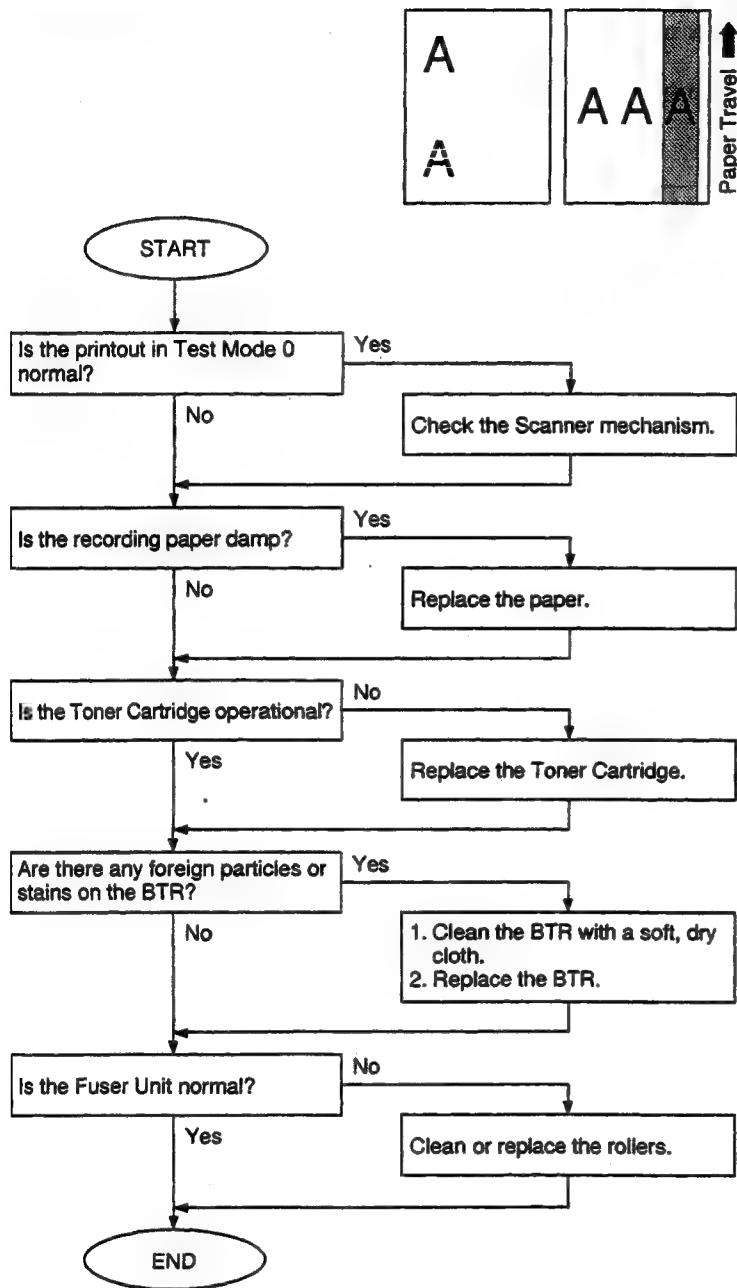 A
A
A A A
Paper Travel
START
Is the printout in Test Mode 0
normal?
Yes
No
Check the Scanner mechanism.
Is the recording paper damp?
Yes
No
Replace the paper.
Is the Toner Cartridge operational?
No
Yes
Replace the Toner Cartridge.
Are there any foreign particles or
stains on the BTR?
Yes
No
1. Clean the BTR with a soft, dry
cloth.
2. Replace the BTR.
Is the Fuser Unit normal?
No
Yes
Clean or replace the rollers.
END